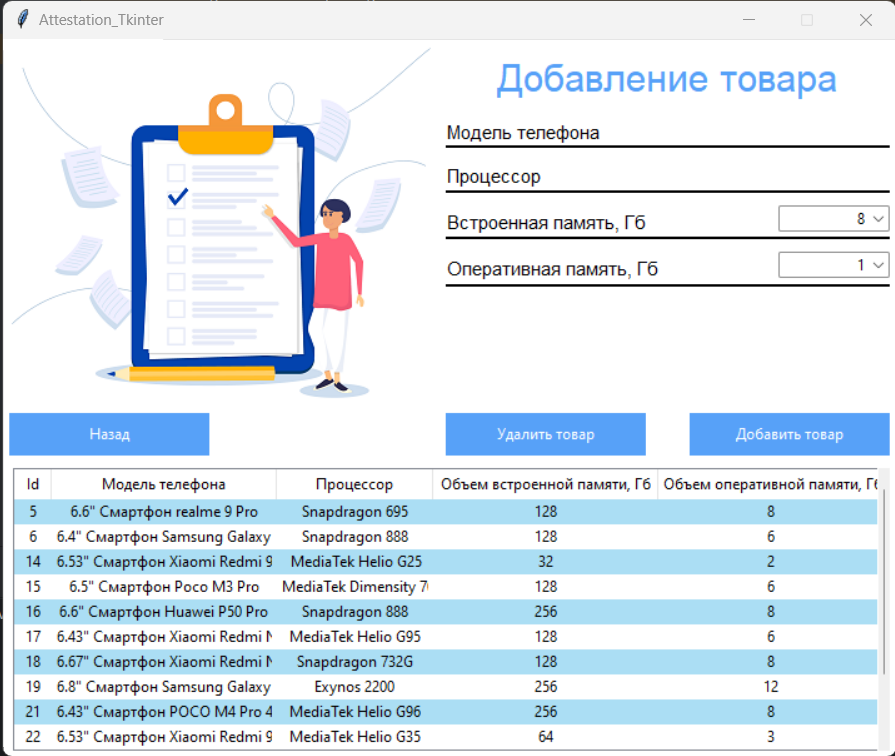 Attestation_Tkinter
Добавление товара
Модель телефона
Процессор
Встроенная память, Гб 8
Оперативная память, Гб 1
Назад Удалить товар Добавить товар
Id Модель телефона Процессор Объем встроенной памяти, Гб Объем оперативной памяти, Гб
5 6.6" Смартфон realme 9 Pro Snapdragon 695 128 8
6 6.4" Смартфон Samsung Galaxy Snapdragon 888 128 6
14 6.53" Смартфон Xiaomi Redmi 9 MediaTek Helio G25 32 2
15 6.5" Смартфон Poco M3 Pro MediaTek Dimensity 128 6
16 6.6" Смартфон Huawei P50 Pro Snapdragon 888 256 8
17 6.43" Смартфон Xiaomi Redmi MediaTek Helio G95 128 6
18 6.67" Смартфон Xiaomi Redmi Snapdragon 732G 128 8
19 6.8" Смартфон Samsung Galaxy Exynos 2200 256 12
21 6.43" Смартфон POCO M4 Pro 4 MediaTek Helio G96 256 8
22 6.53" Смартфон Xiaomi Redmi 9 MediaTek Helio G35 64 3